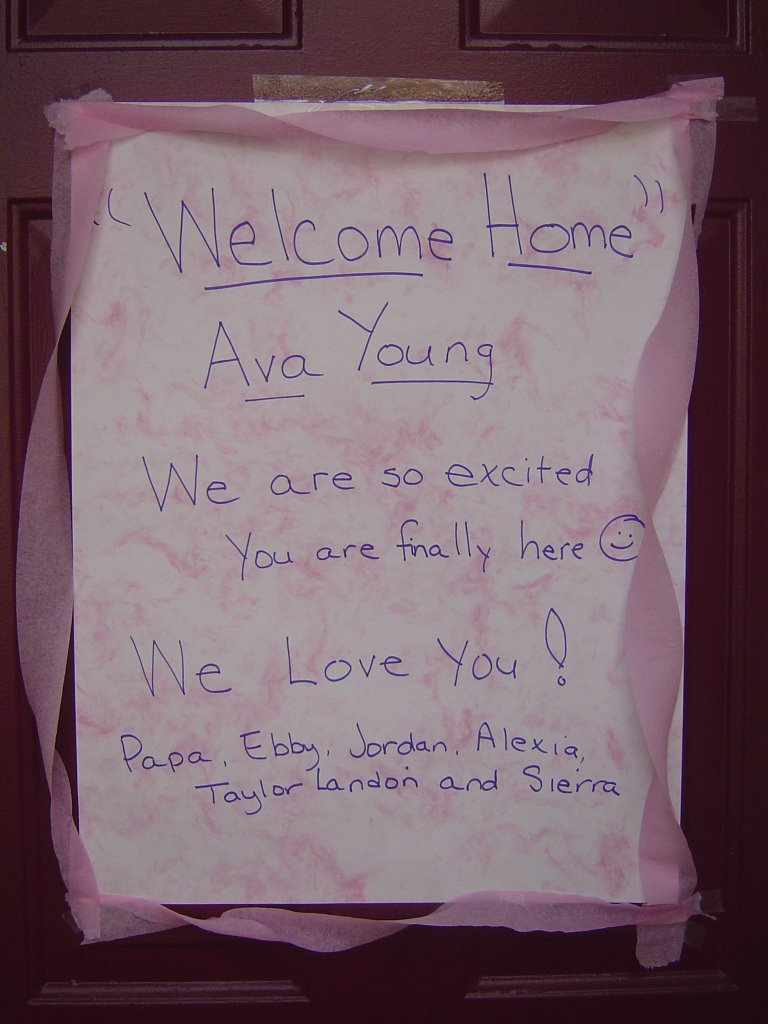 "Welcome Home"
Ava Young
We are so excited
You are finally here
We Love You!
Papa, Ebby, Jordan, Alexia,
Taylor Landon and Sierra